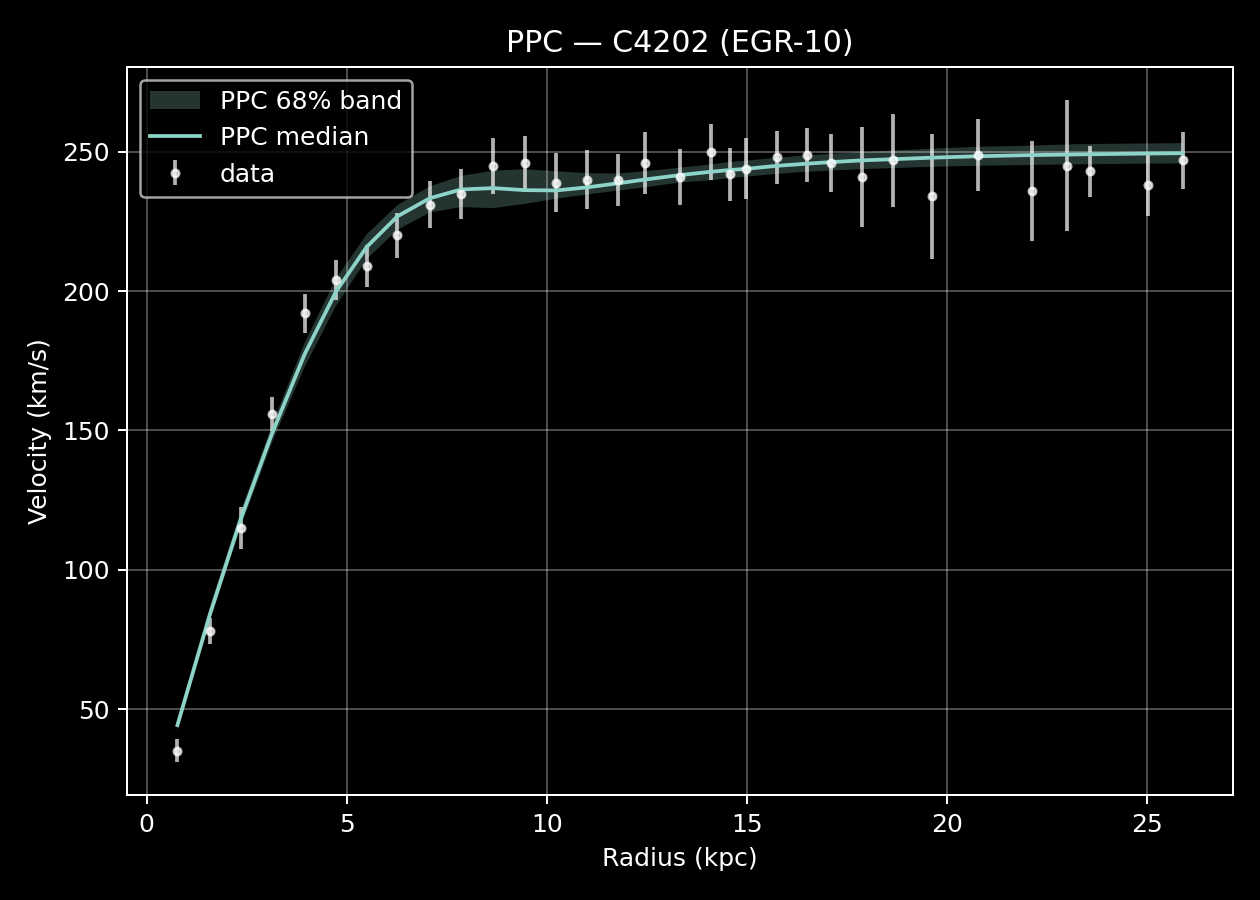 PPC — C4202 (EGR-10)
PPC 68% band
PPC median
data
Velocity (km/s)
250
200
150
100
50
0 5 10 15 20 25
Radius (kpc)